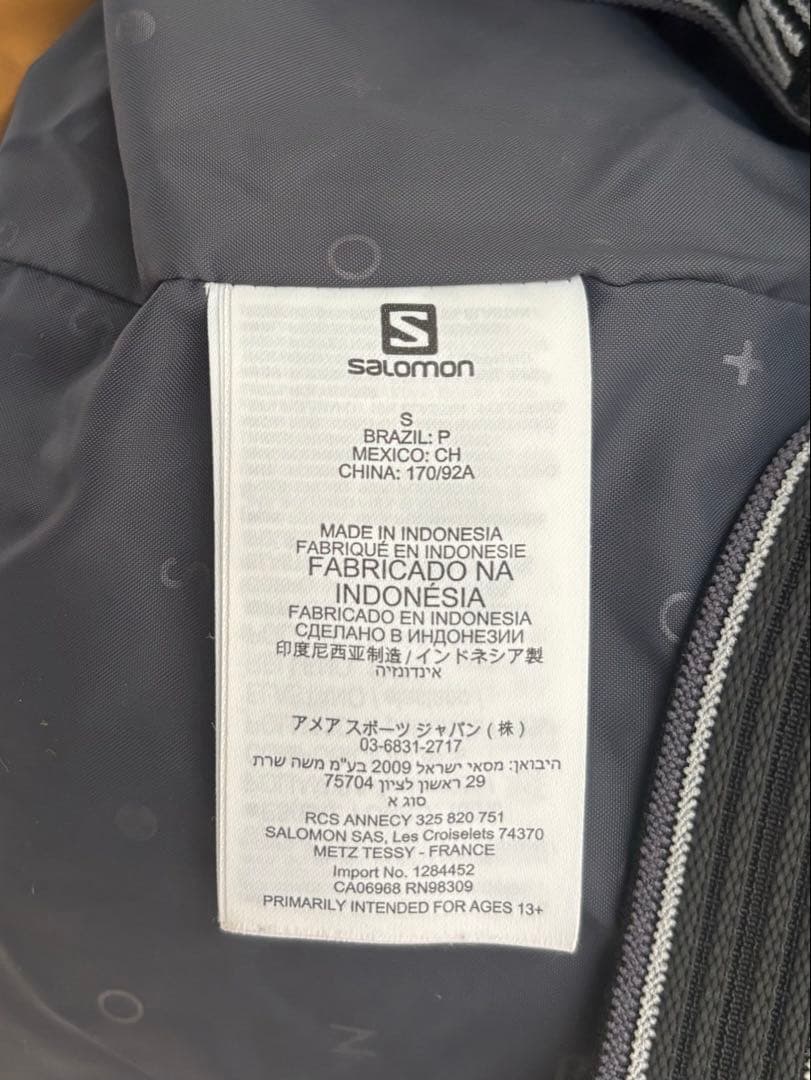 S
salomon
S
BRAZIL: P
MEXICO: CH
CHINA: 170/92A
MADE IN INDONESIA
FABRIQUÉ EN INDONESIE
FABRICADO NA
INDONÉSIA
FABRICADO EN INDONESIA
СДЕЛАНО В ИНДОНЕЗИИ
印度尼西亚制造 / インドネシア製
אינדונזיה
アメア スポーツ ジャパン ( 株 )
03-6831-2717
היבואן: מסאי ישראל 2009 בע"מ משה שרת
29 ראשון לציון 75704
סוג א
RCS ANNECY 325 820 751
SALOMON SAS, Les Croiselets 74370
METZ TESSY - FRANCE
Import No. 1284452
CA06968 RN98309
PRIMARILY INTENDED FOR AGES 13+